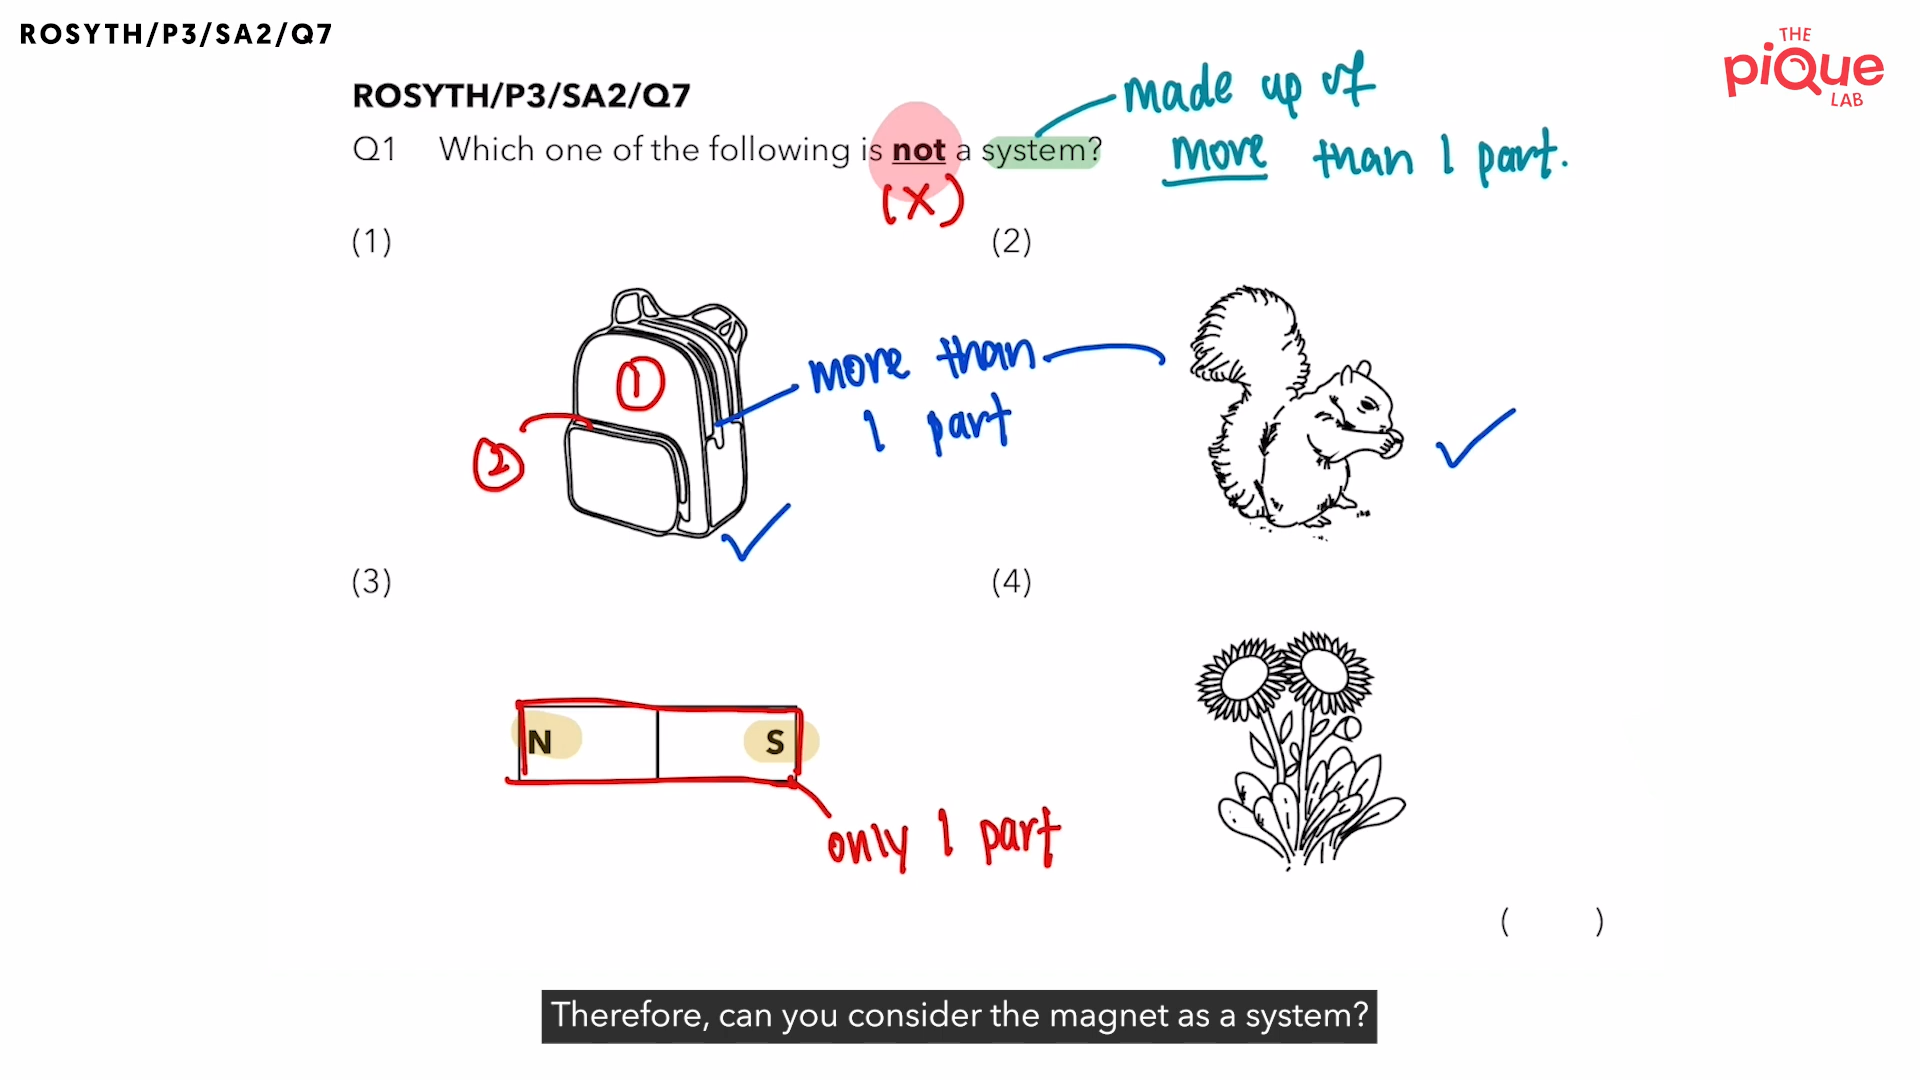 ROSYTH/P3/SA2/Q7
THE
piQue
LAB
ROSYTH/P3/SA2/Q7
made up of
Q1 Which one of the following is not a system?
more than 1 part.
(X)
(1)
(2)
1
more than
1 part
2
(3)
(4)
N S
only 1 part
( )
Therefore, can you consider the magnet as a system?